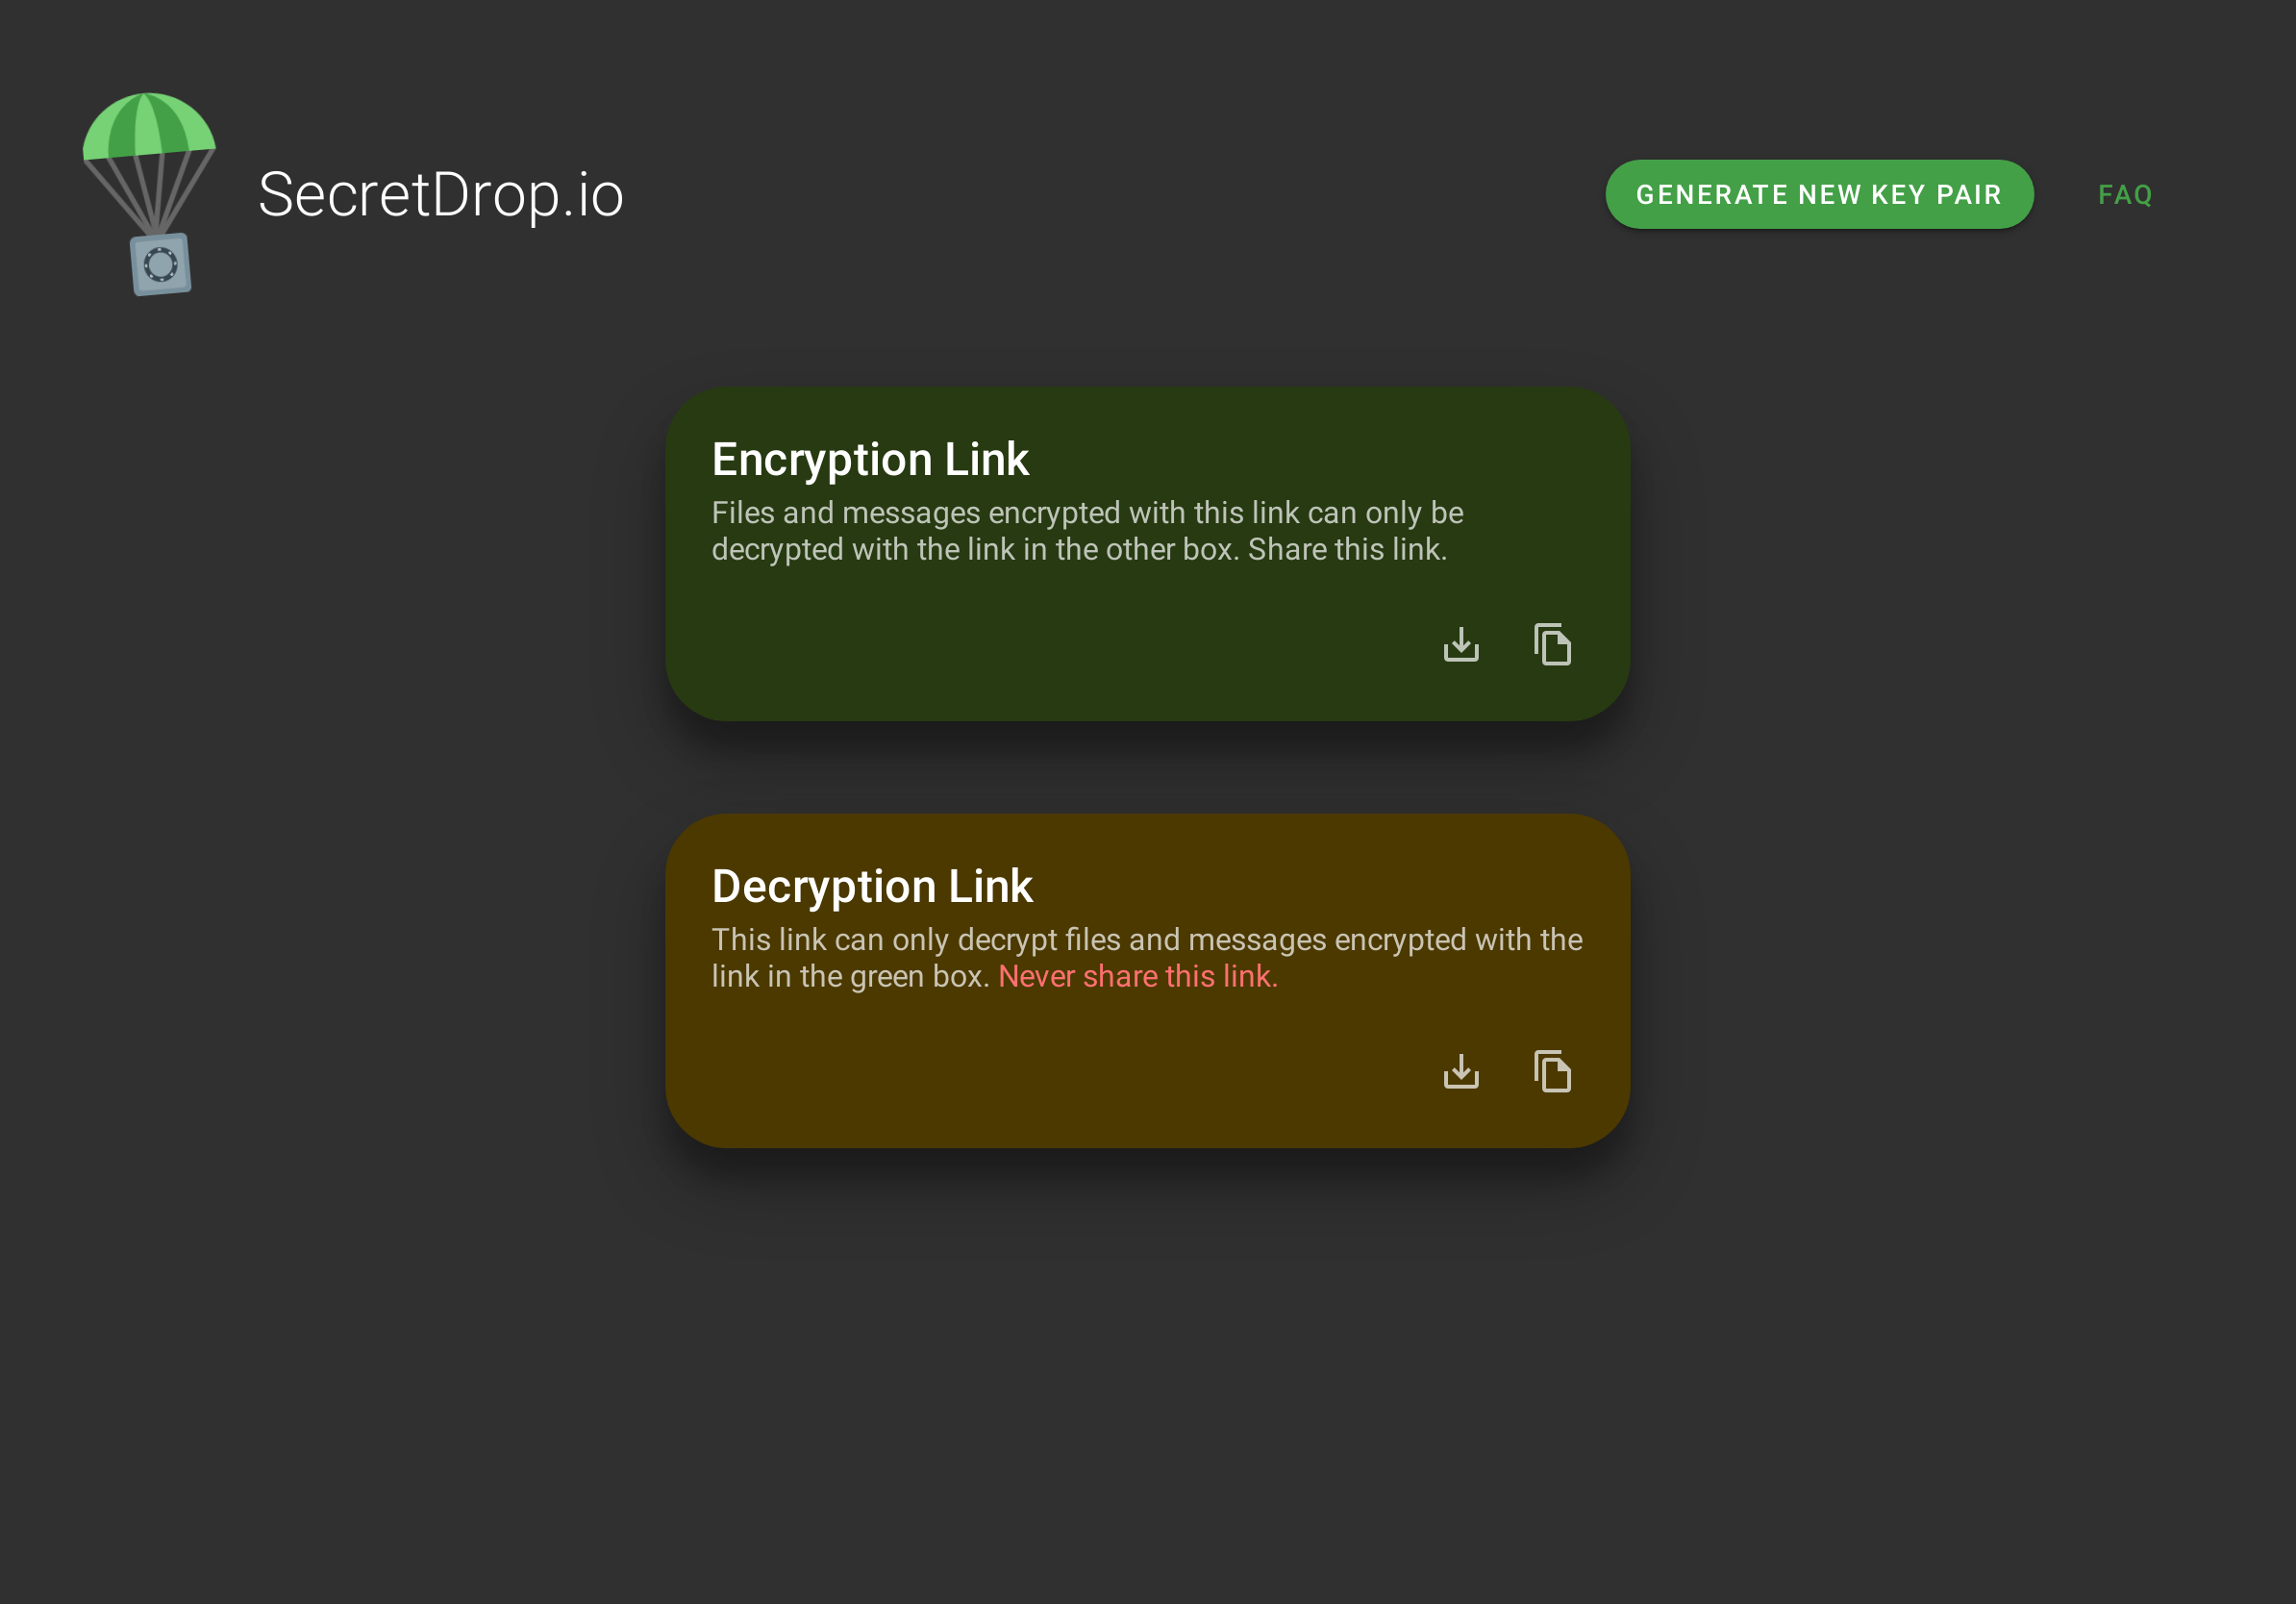 SecretDrop.io
GENERATE NEW KEY PAIR
FAQ
Encryption Link
Files and messages encrypted with this link can only be
decrypted with the link in the other box. Share this link.
Decryption Link
This link can only decrypt files and messages encrypted with the
link in the green box. Never share this link.